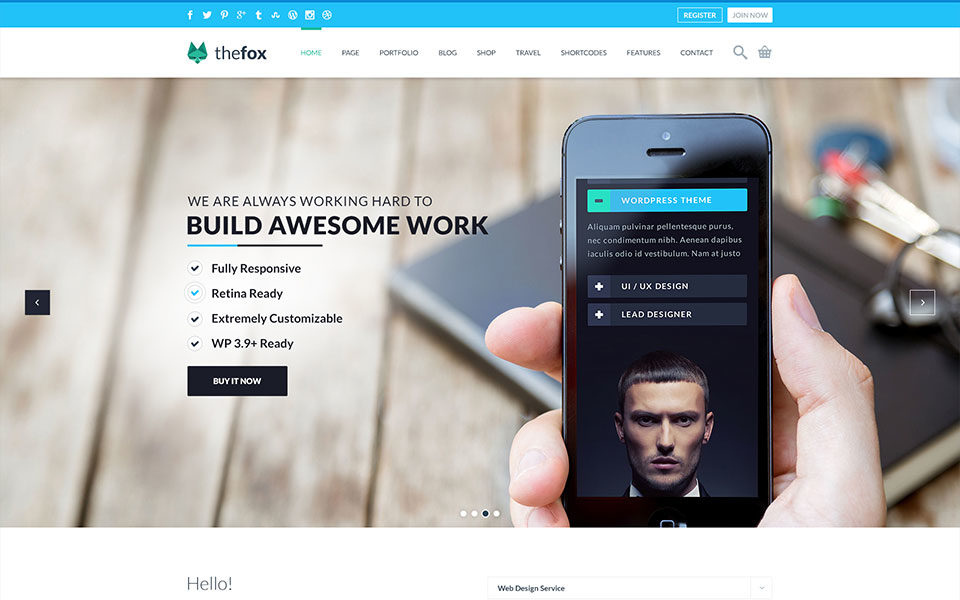 REGISTER
JOIN NOW
thefox
HOME
PAGE
PORTFOLIO
BLOG
SHOP
TRAVEL
SHORTCODES
FEATURES
CONTACT
WE ARE ALWAYS WORKING HARD TO
BUILD AWESOME WORK
Fully Responsive
Retina Ready
Extremely Customizable
WP 3.9+ Ready
BUY IT NOW
WORDPRESS THEME
Aliquam pulvinar pellentesque purus,
nec condimentum nibh. Aenean dapibus
iaculis odio id vestibulum. Nam at justo
UI / UX DESIGN
LEAD DESIGNER
Hello!
Web Design Service